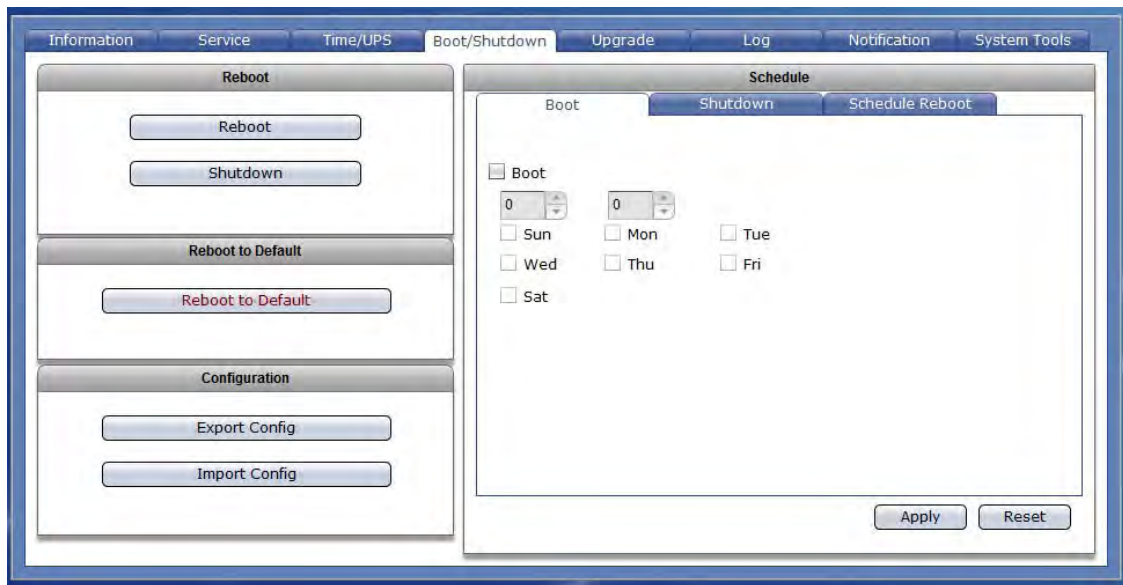 Information Service Time/UPS Boot/Shutdown Upgrade Log Notification System Tools
Reboot
Reboot
Shutdown
Reboot to Default
Reboot to Default
Configuration
Export Config
Import Config
Schedule
Boot Shutdown Schedule Reboot
Boot
0 0
Sun Mon Tue
Wed Thu Fri
Sat
Apply Reset